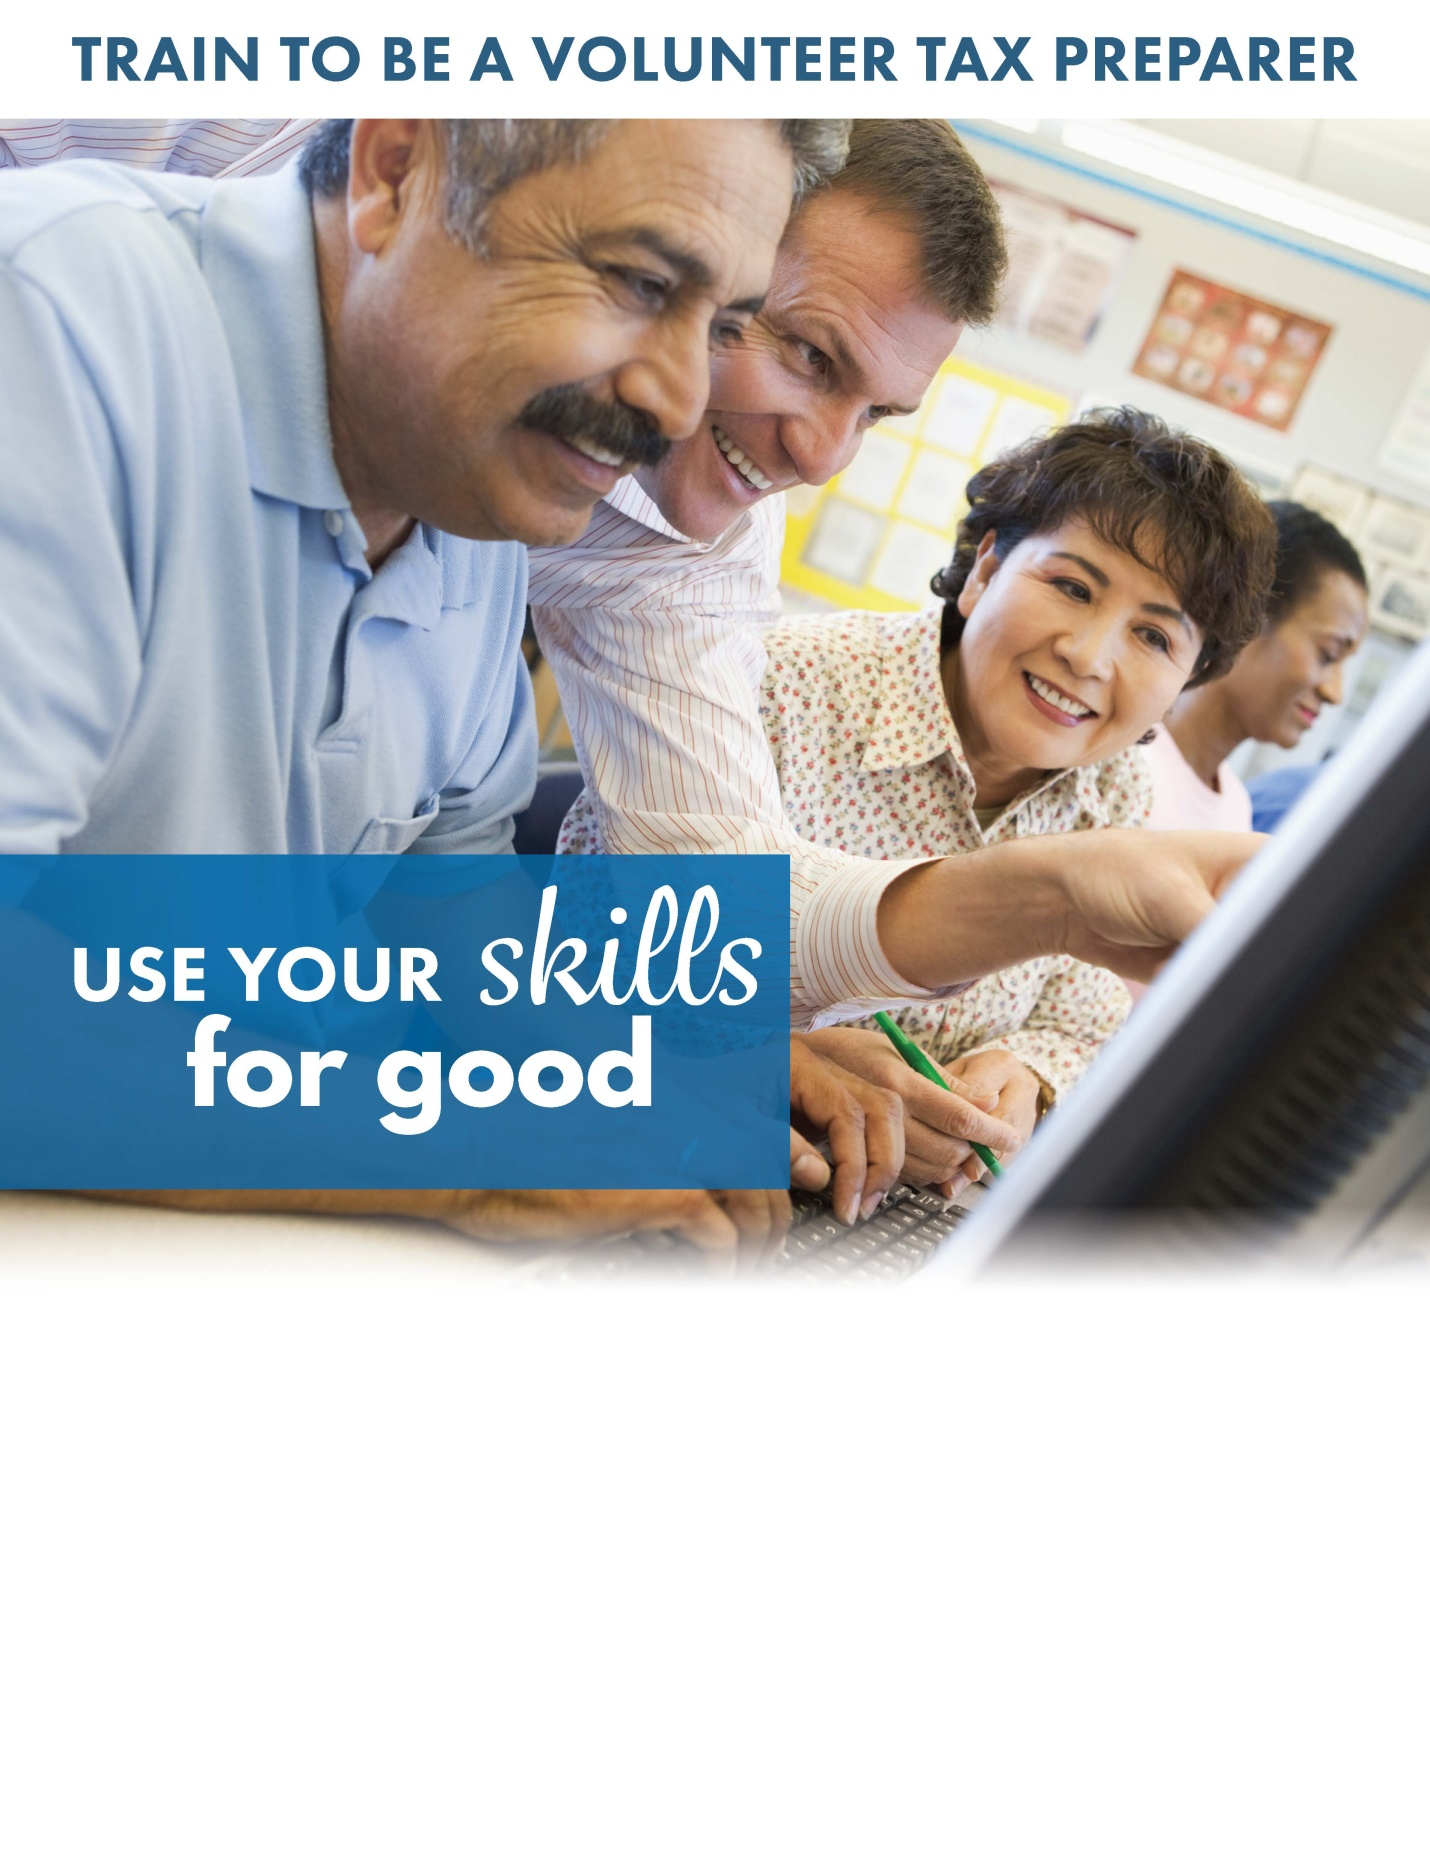 TRAIN TO BE A VOLUNTEER TAX PREPARER
USE YOUR skills
for good